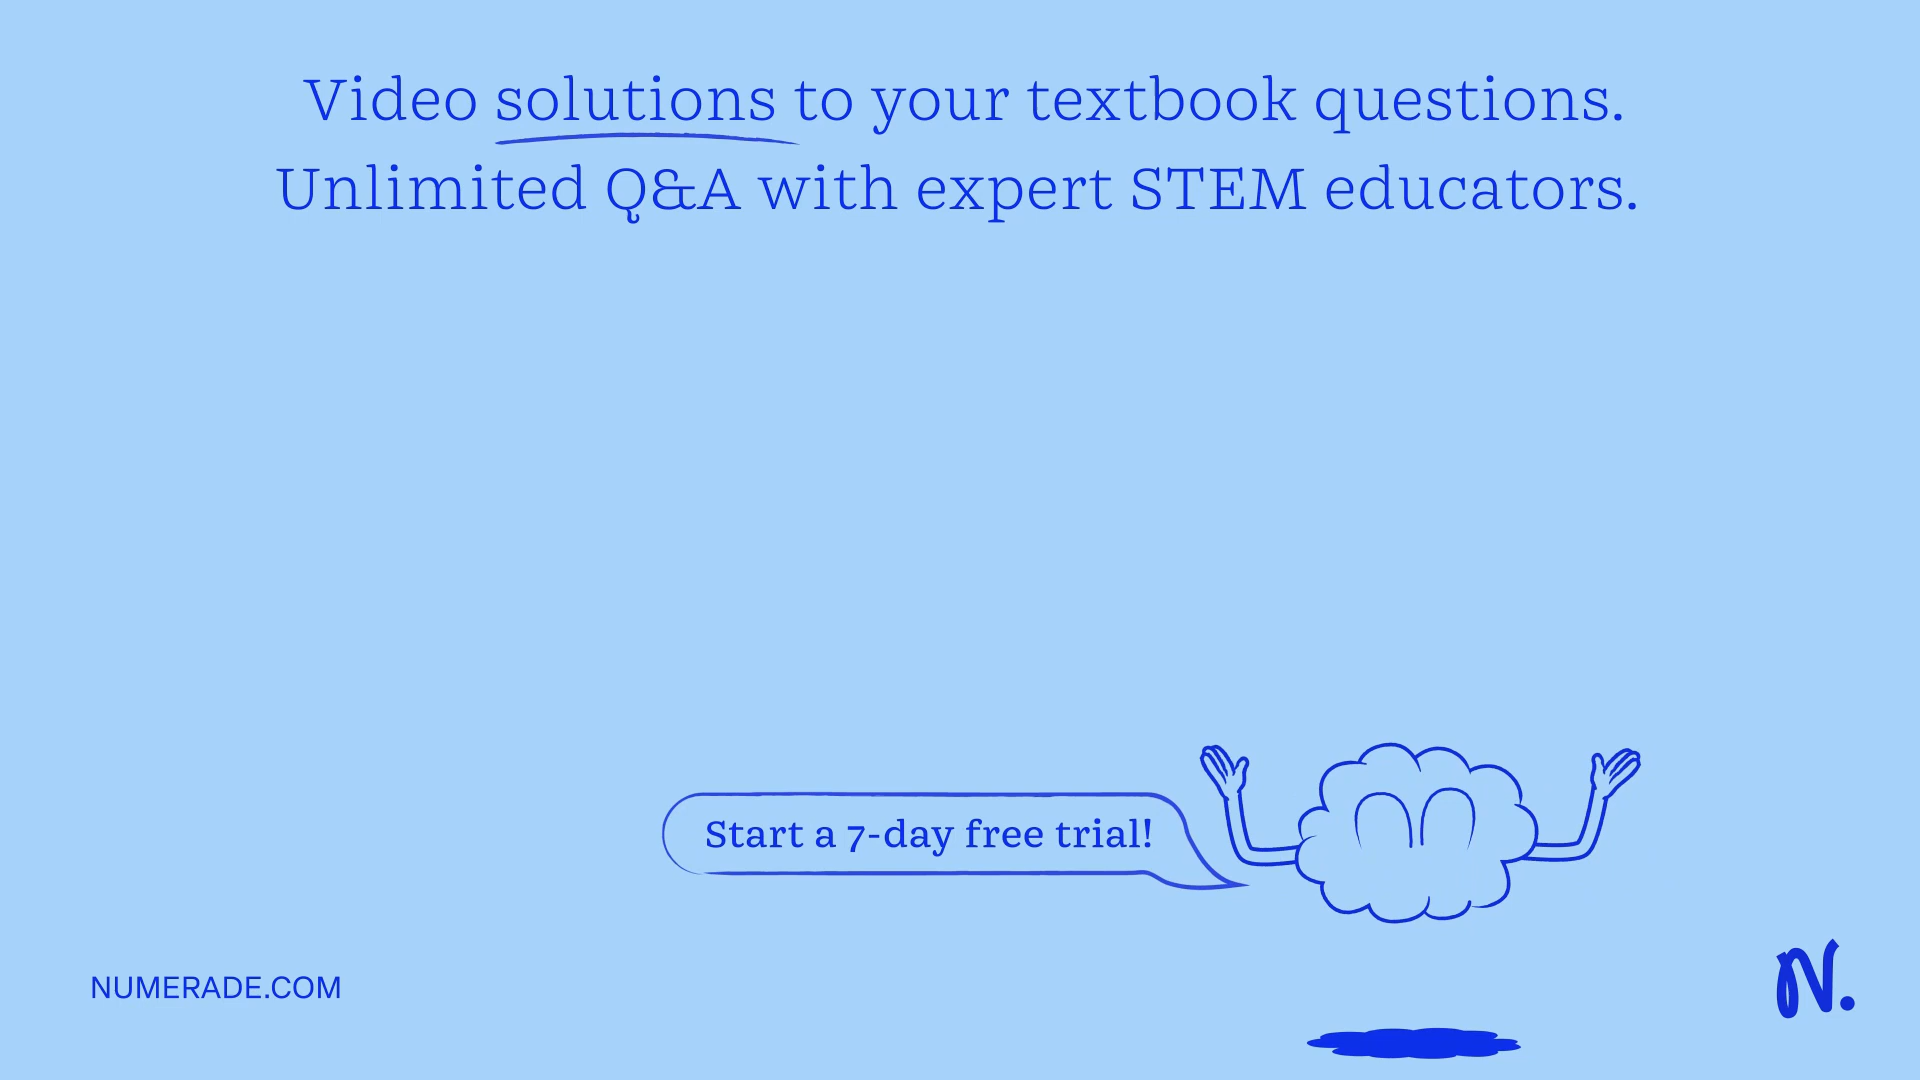 Video solutions to your textbook questions.
Unlimited Q&A with expert STEM educators.
Start a 7-day free trial!
NUMERADE.COM
N.